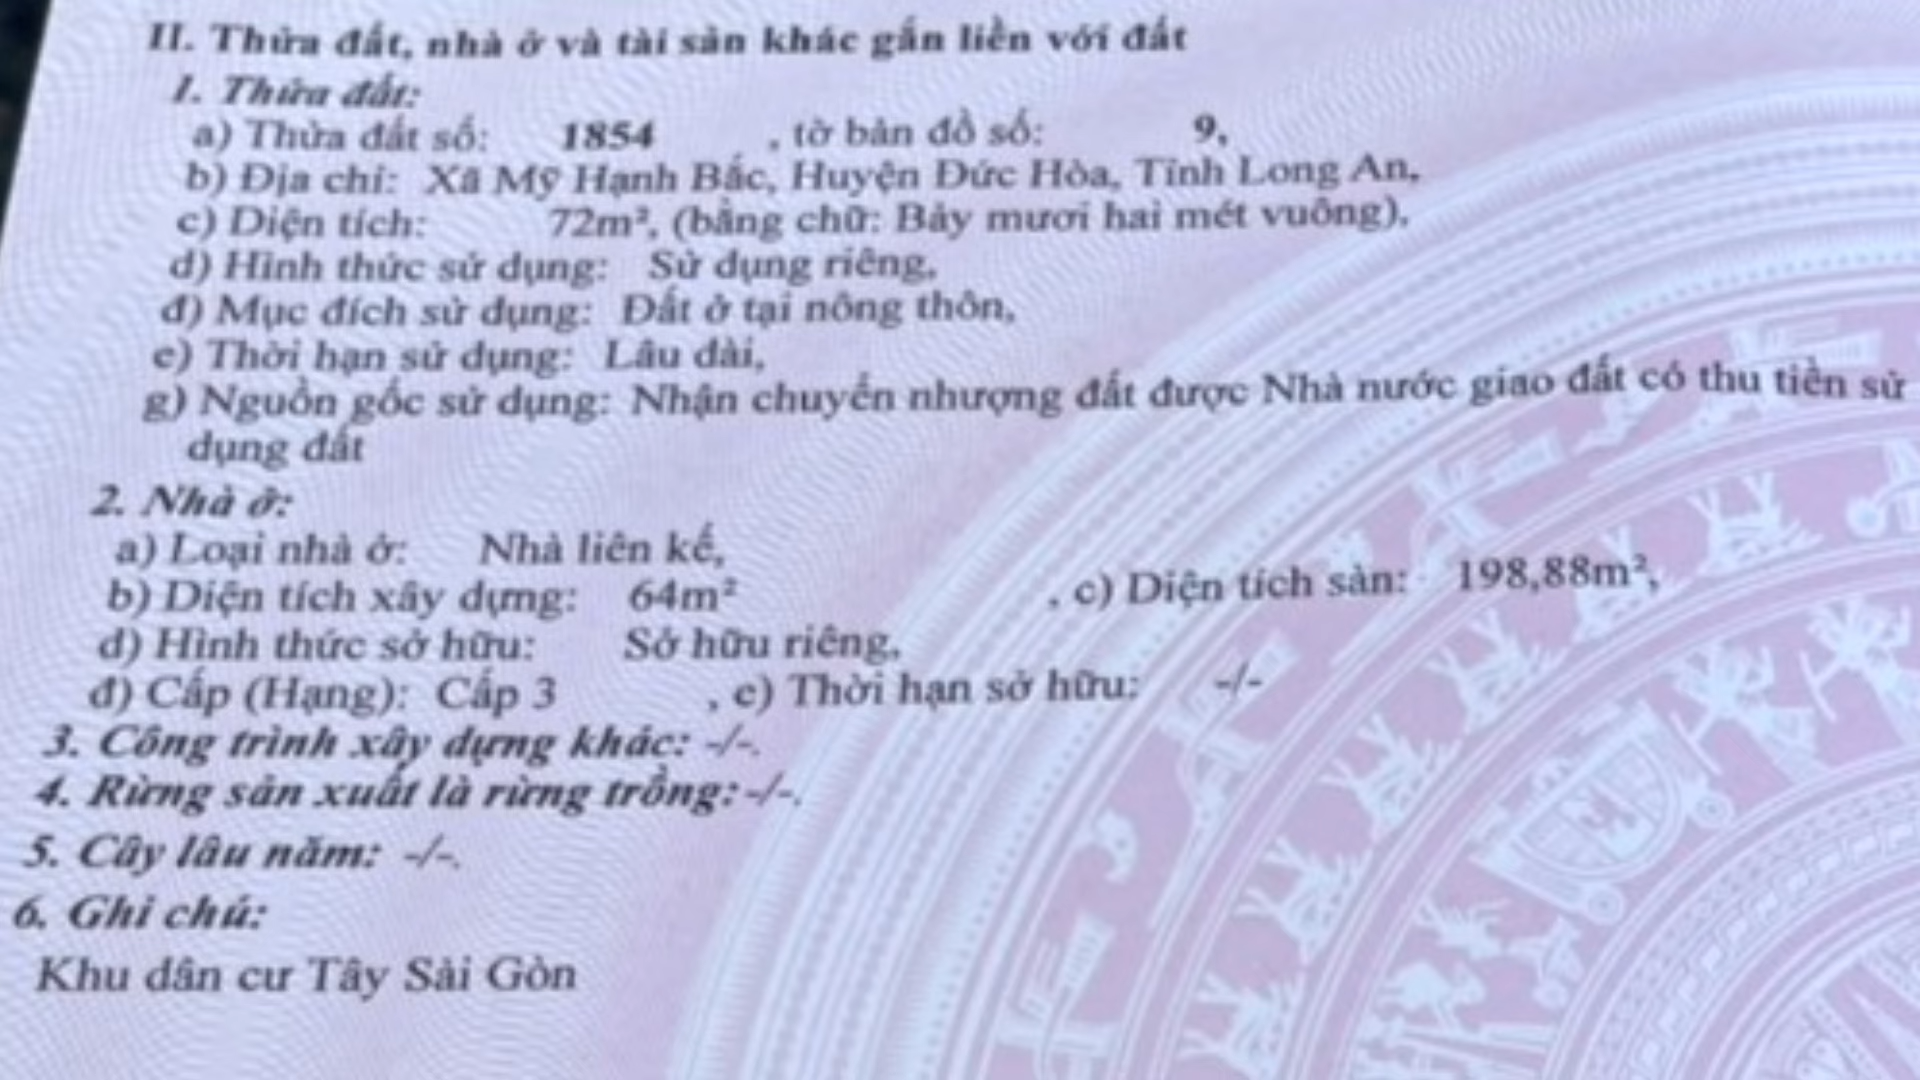 II. Thửa đất, nhà ở và tài sản khác gắn liền với đất
1. Thửa đất:
a) Thửa đất số: 1854 , tờ bản đồ số: 9,
b) Địa chỉ: Xã Mỹ Hạnh Bắc, Huyện Đức Hòa, Tỉnh Long An,
c) Diện tích: 72m², (bằng chữ: Bảy mươi hai mét vuông),
d) Hình thức sử dụng: Sử dụng riêng,
đ) Mục đích sử dụng: Đất ở tại nông thôn,
e) Thời hạn sử dụng: Lâu dài,
g) Nguồn gốc sử dụng: Nhận chuyển nhượng đất được Nhà nước giao đất có thu tiền sử
dụng đất
2. Nhà ở:
a) Loại nhà ở: Nhà liên kế,
b) Diện tích xây dựng: 64m² , c) Diện tích sàn: 198,88m²,
d) Hình thức sở hữu: Sở hữu riêng,
đ) Cấp (Hạng): Cấp 3 , e) Thời hạn sở hữu: -/-
3. Công trình xây dựng khác: -/-.
4. Rừng sản xuất là rừng trồng: -/-.
5. Cây lâu năm: -/-.
6. Ghi chú:
Khu dân cư Tây Sài Gòn